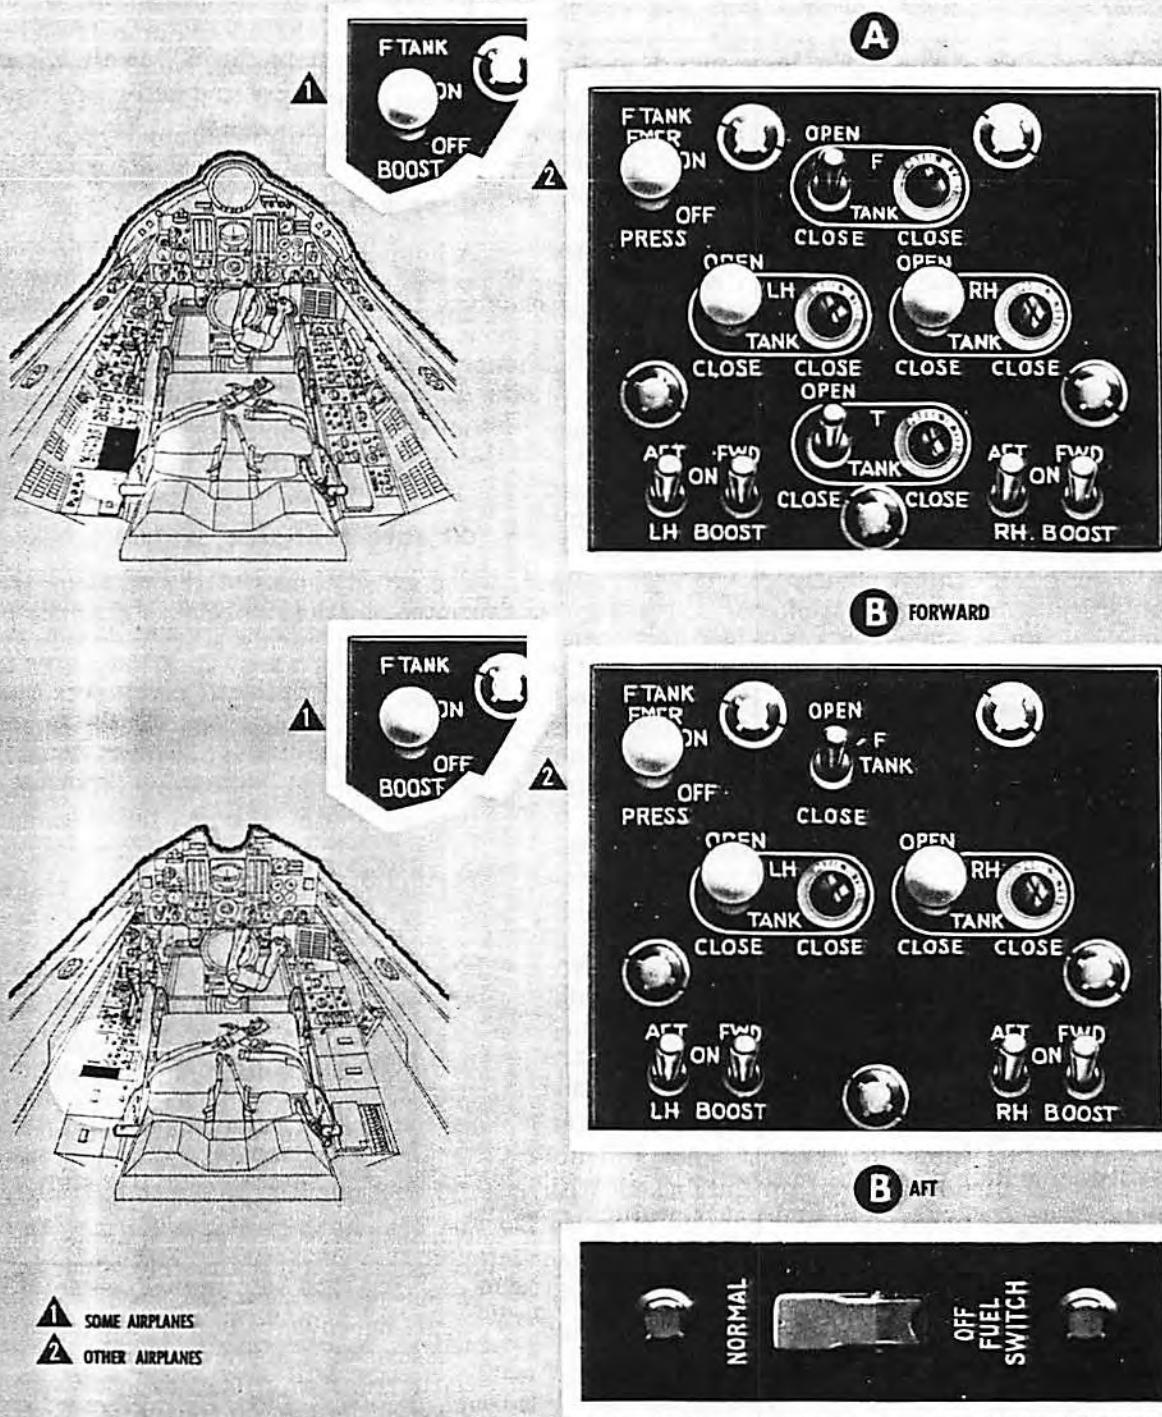 1
F TANK
ON
OFF
BOOST
A
2
F TANK
EMER
ON
OFF
PRESS
OPEN
F
TANK
CLOSE CLOSE
OPEN
LH
TANK
CLOSE CLOSE
OPEN
RH
TANK
CLOSE CLOSE
OPEN
T
TANK
CLOSE CLOSE
AFT FWD
ON
LH BOOST
AFT FWD
ON
RH. BOOST
B FORWARD
1
F TANK
ON
OFF
BOOST
2
F TANK
EMER
ON
OFF
PRESS
OPEN
F
TANK
CLOSE
OPEN
LH
TANK
CLOSE CLOSE
OPEN
RH
TANK
CLOSE CLOSE
AFT FWD
ON
LH BOOST
AFT FWD
ON
RH BOOST
B AFT
NORMAL
OFF
FUEL
SWITCH
1 SOME AIRPLANES
2 OTHER AIRPLANES